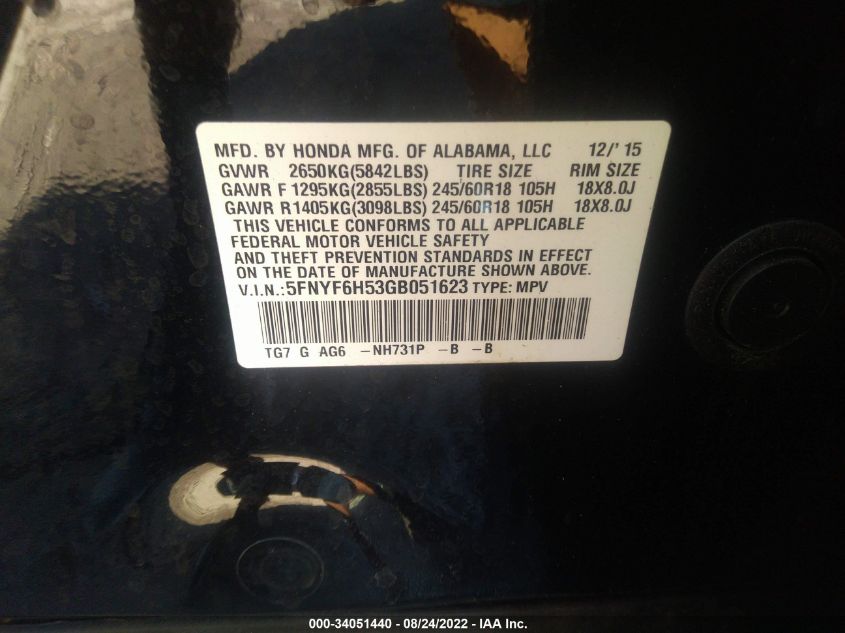 MFD. BY HONDA MFG. OF ALABAMA, LLC 12/' 15
GVWR 2650KG(5842LBS) TIRE SIZE RIM SIZE
GAWR F 1295KG(2855LBS) 245/60R18 105H 18X8.0J
GAWR R1405KG(3098LBS) 245/60R18 105H 18X8.0J
THIS VEHICLE CONFORMS TO ALL APPLICABLE
FEDERAL MOTOR VEHICLE SAFETY
AND THEFT PREVENTION STANDARDS IN EFFECT
ON THE DATE OF MANUFACTURE SHOWN ABOVE.
V.I.N.:5FNYF6H53GB051623 TYPE: MPV
TG7 G AG6 -NH731P -B -B
000-34051440 - 08/24/2022 - IAA Inc.